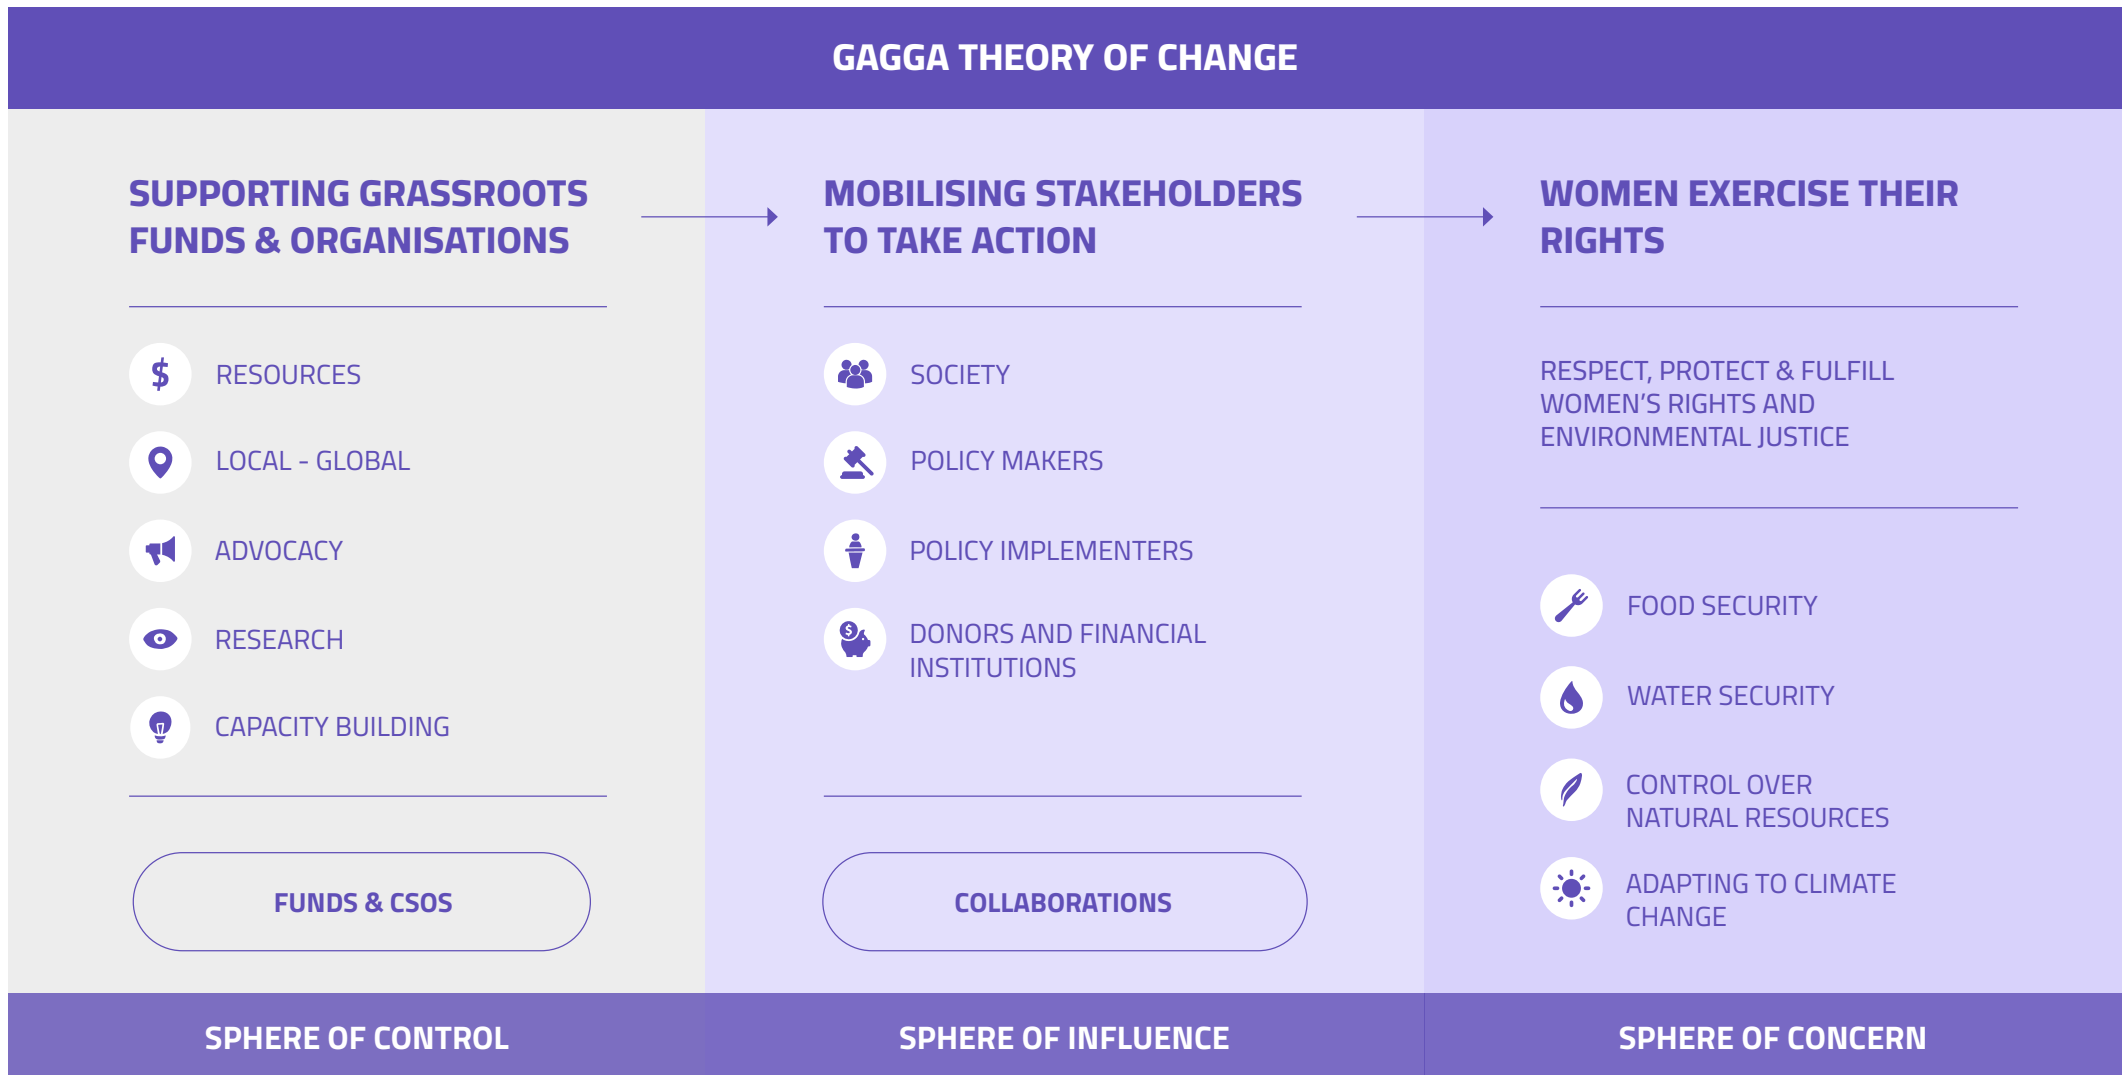 GAGGA THEORY OF CHANGE
SUPPORTING GRASSROOTS
FUNDS & ORGANISATIONS
$
RESOURCES
LOCAL - GLOBAL
ADVOCACY
RESEARCH
CAPACITY BUILDING
FUNDS & CSOS
SPHERE OF CONTROL
MOBILISING STAKEHOLDERS
TO TAKE ACTION
SOCIETY
POLICY MAKERS
POLICY IMPLEMENTERS
$
DONORS AND FINANCIAL
INSTITUTIONS
COLLABORATIONS
SPHERE OF INFLUENCE
WOMEN EXERCISE THEIR
RIGHTS
RESPECT, PROTECT & FULFILL
WOMEN'S RIGHTS AND
ENVIRONMENTAL JUSTICE
FOOD SECURITY
WATER SECURITY
CONTROL OVER
NATURAL RESOURCES
ADAPTING TO CLIMATE
CHANGE
SPHERE OF CONCERN